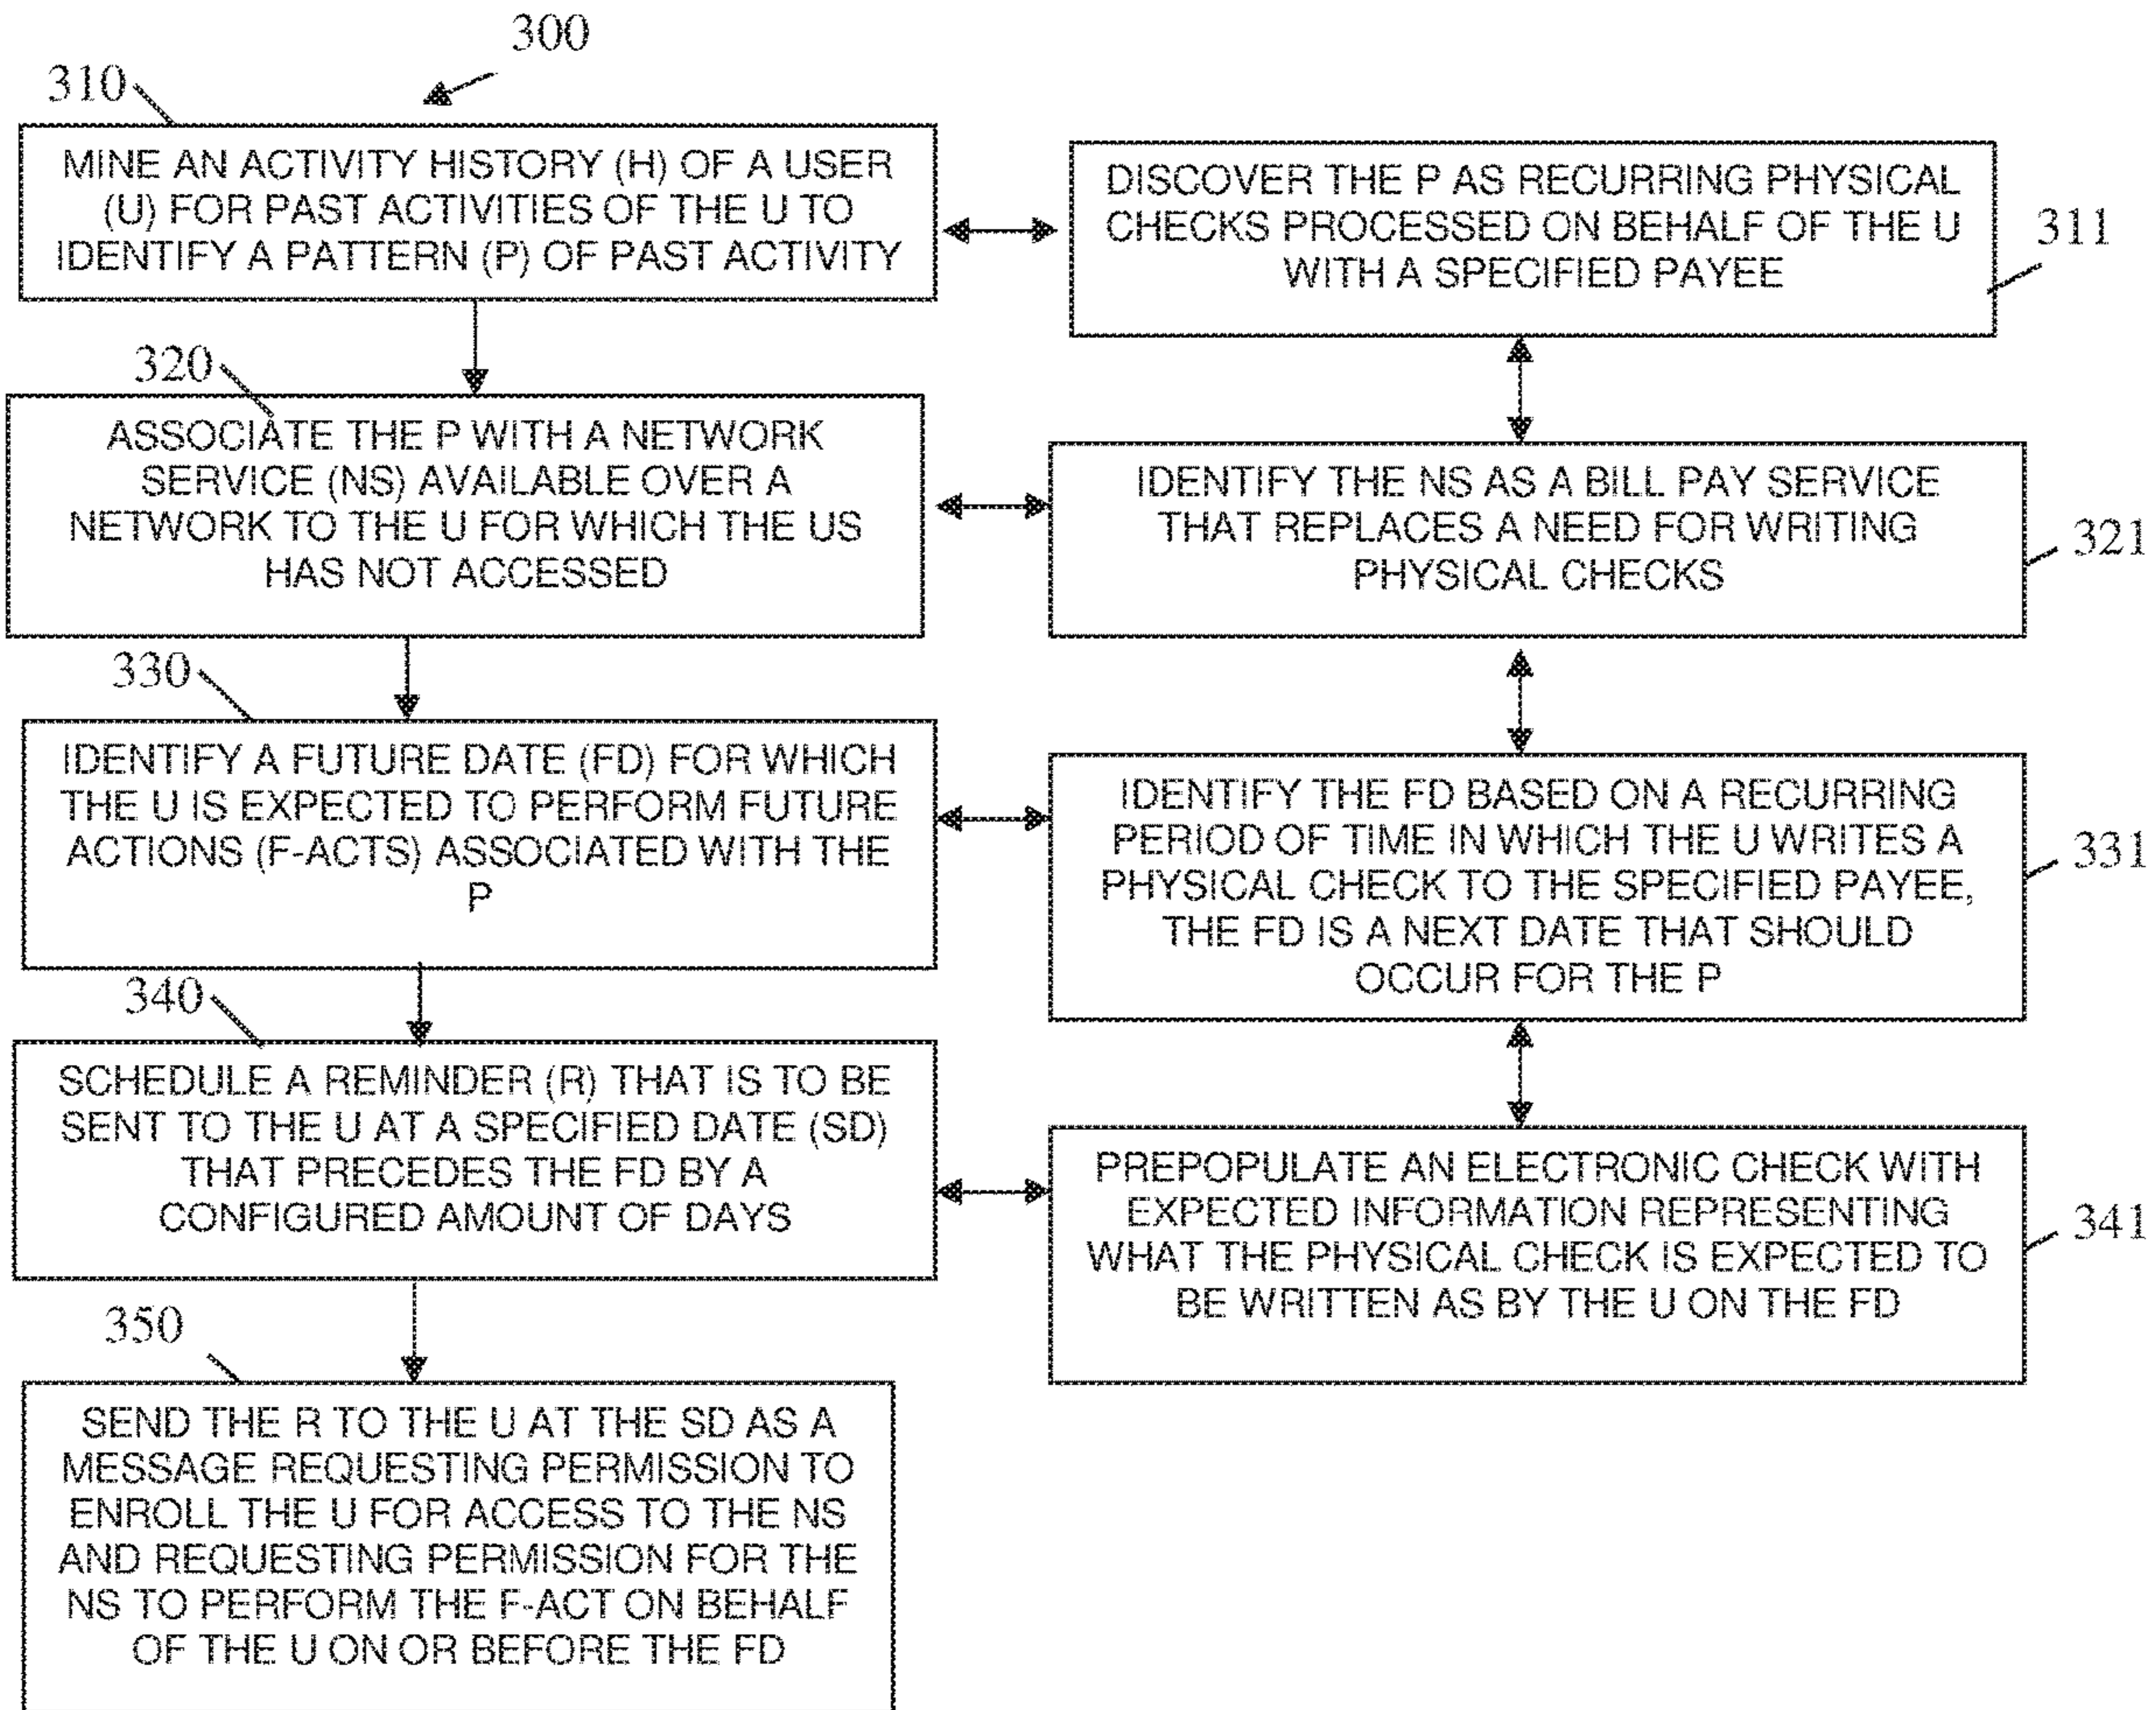 300
310
MINE AN ACTIVITY HISTORY (H) OF A USER
(U) FOR PAST ACTIVITIES OF THE U TO
IDENTIFY A PATTERN (P) OF PAST ACTIVITY
DISCOVER THE P AS RECURRING PHYSICAL
CHECKS PROCESSED ON BEHALF OF THE U
WITH A SPECIFIED PAYEE
311
320
ASSOCIATE THE P WITH A NETWORK
SERVICE (NS) AVAILABLE OVER A
NETWORK TO THE U FOR WHICH THE US
HAS NOT ACCESSED
IDENTIFY THE NS AS A BILL PAY SERVICE
THAT REPLACES A NEED FOR WRITING
PHYSICAL CHECKS
321
330
IDENTIFY A FUTURE DATE (FD) FOR WHICH
THE U IS EXPECTED TO PERFORM FUTURE
ACTIONS (F-ACTS) ASSOCIATED WITH THE
P
IDENTIFY THE FD BASED ON A RECURRING
PERIOD OF TIME IN WHICH THE U WRITES A
PHYSICAL CHECK TO THE SPECIFIED PAYEE,
THE FD IS A NEXT DATE THAT SHOULD
OCCUR FOR THE P
331
340
SCHEDULE A REMINDER (R) THAT IS TO BE
SENT TO THE U AT A SPECIFIED DATE (SD)
THAT PRECEDES THE FD BY A
CONFIGURED AMOUNT OF DAYS
PREPOPULATE AN ELECTRONIC CHECK WITH
EXPECTED INFORMATION REPRESENTING
WHAT THE PHYSICAL CHECK IS EXPECTED TO
BE WRITTEN AS BY THE U ON THE FD
341
350
SEND THE R TO THE U AT THE SD AS A
MESSAGE REQUESTING PERMISSION TO
ENROLL THE U FOR ACCESS TO THE NS
AND REQUESTING PERMISSION FOR THE
NS TO PERFORM THE F-ACT ON BEHALF
OF THE U ON OR BEFORE THE FD